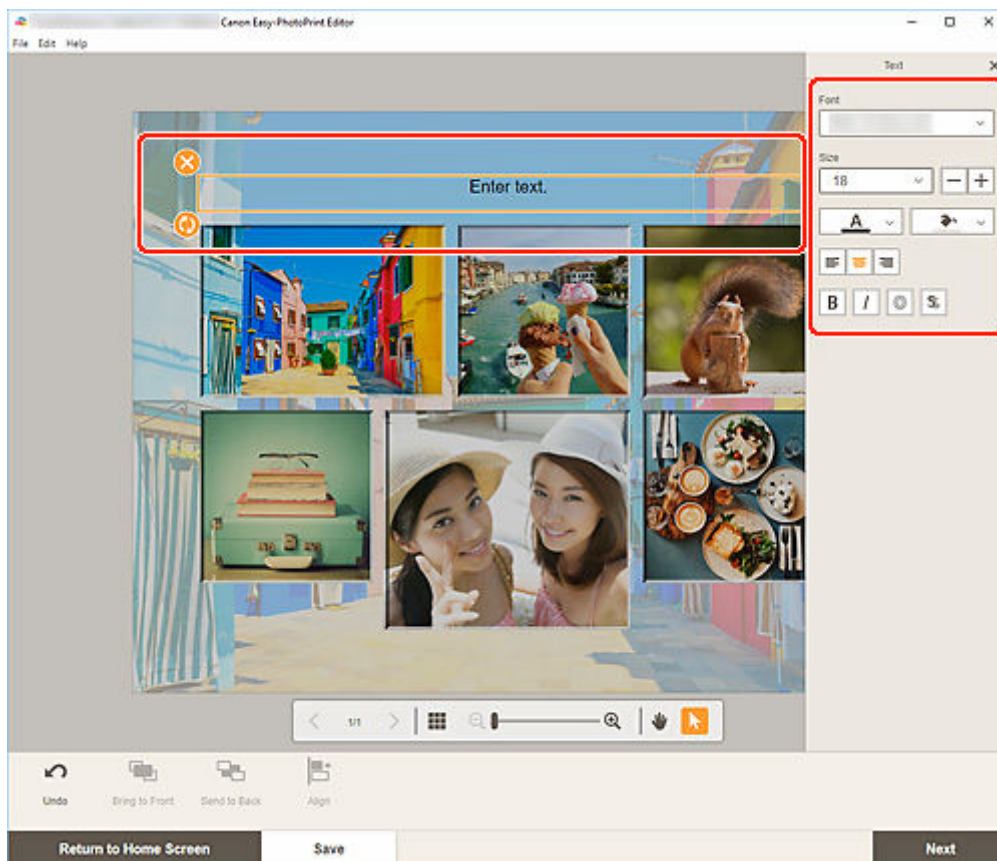 Canon Easy-PhotoPrint Editor
File Edit Help
Text
Font
Enter text.
Size
18
A
B I O S
1/1
Undo
Bring to Front
Send to Back
Align
Return to Home Screen
Save
Next